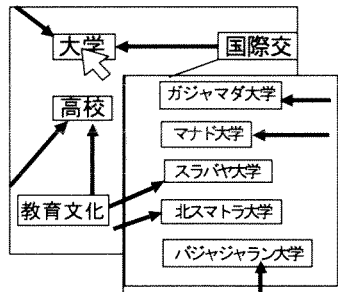 大学
国際交
高校
教育文化
ガジャマダ大学
マナド大学
スラバヤ大学
北スマトラ大学
パジャジャラン大学